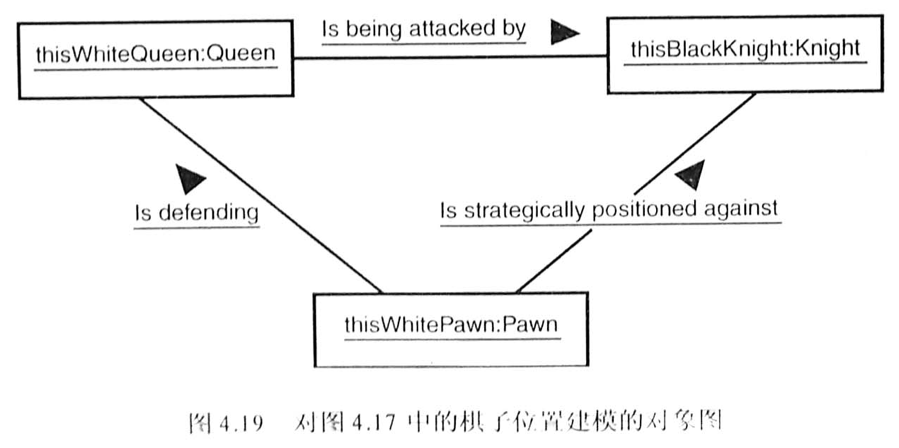 Is being attacked by
thisWhiteQueen:Queen
thisBlackKnight:Knight
Is defending
Is strategically positioned against
thisWhitePawn:Pawn
图 4.19 对图 4.17 中的棋子位置建模的对象图